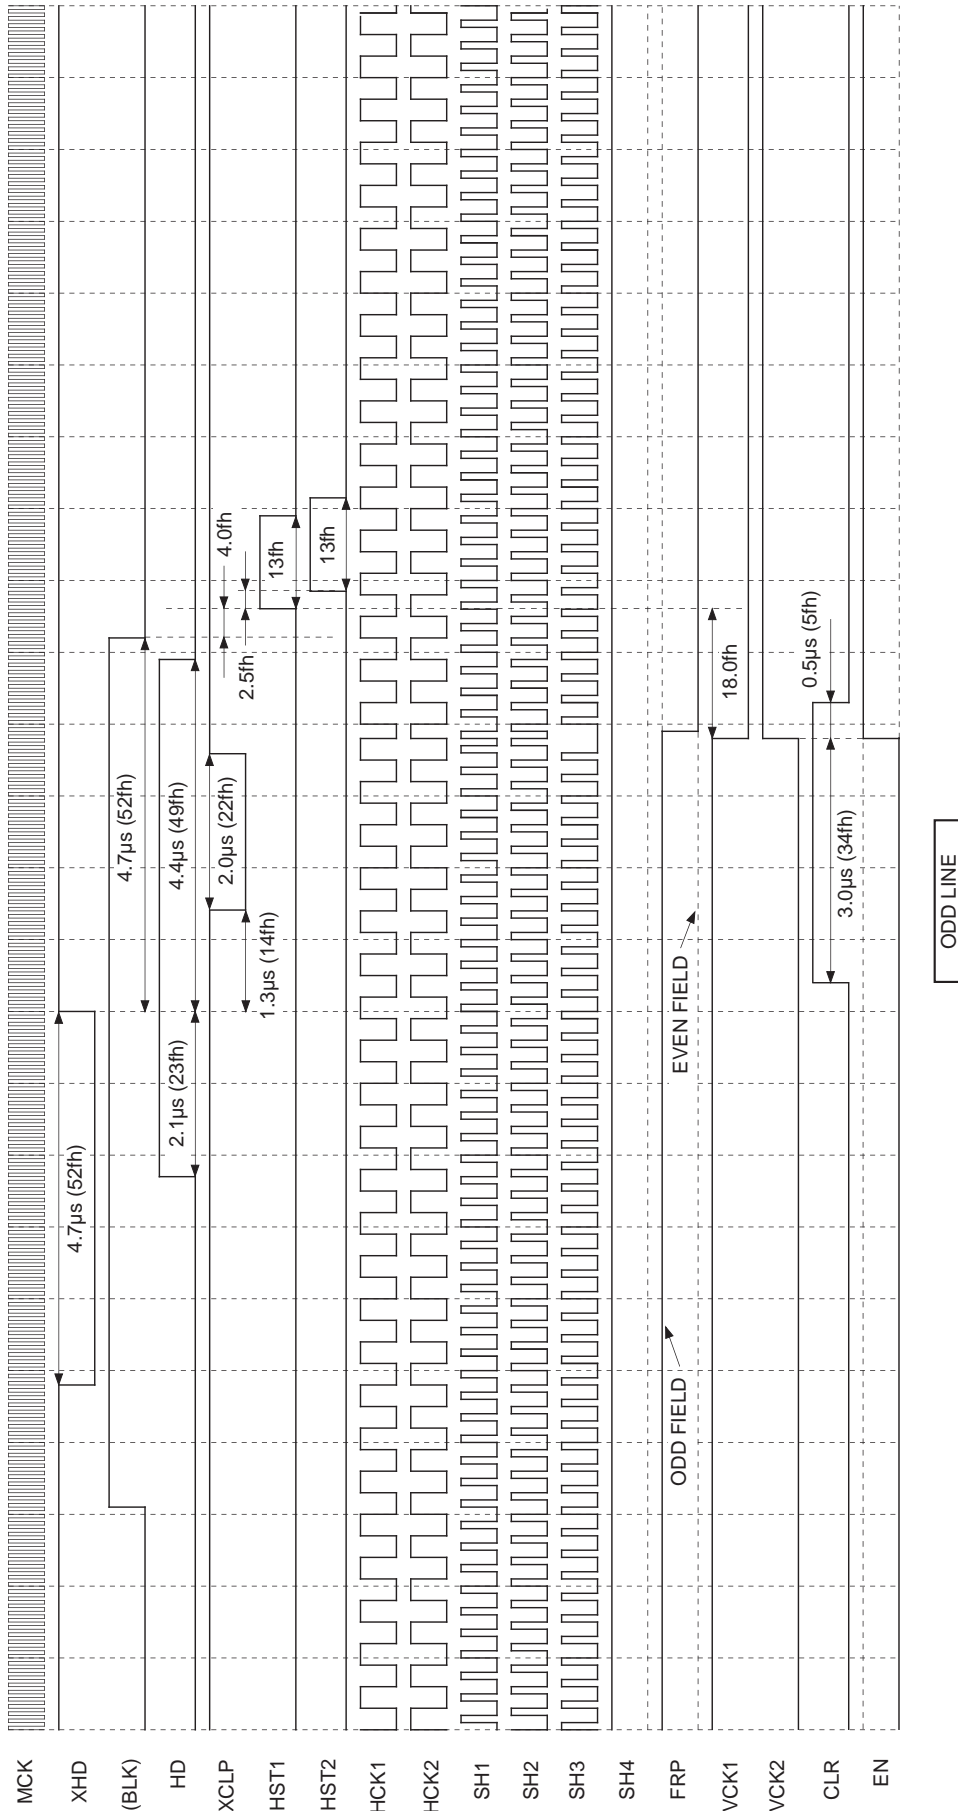 MCK
XHD
4.7µs (52fh)
(BLK)
4.7µs (52fh)
HD
2.1µs (23fh)
4.4µs (49fh)
XCLP
2.0µs (22fh)
4.0fh
1.3µs (14fh)
2.5fh
HST1
13fh
HST2
13fh
HCK1
HCK2
SH1
SH2
SH3
SH4
FRP
ODD FIELD
EVEN FIELD
VCK1
18.0fh
VCK2
CLR
3.0µs (34fh)
0.5µs (5fh)
EN
ODD LINE